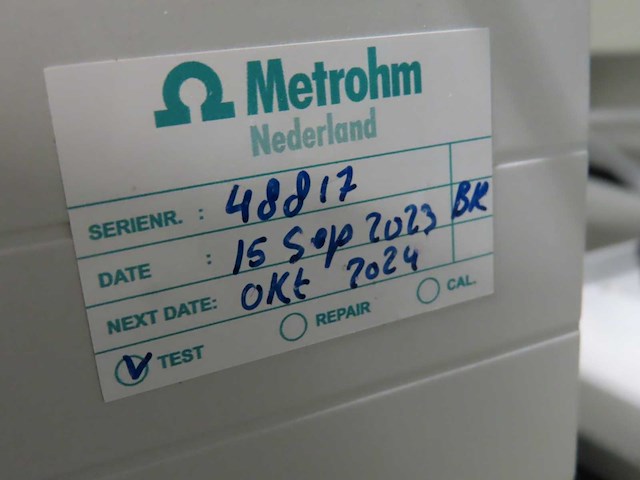 Metrohm
Nederland
SERIENR. : 48817
DATE : 15 Sep 2023 BK
NEXT DATE: OKt 2024
TEST REPAIR CAL.